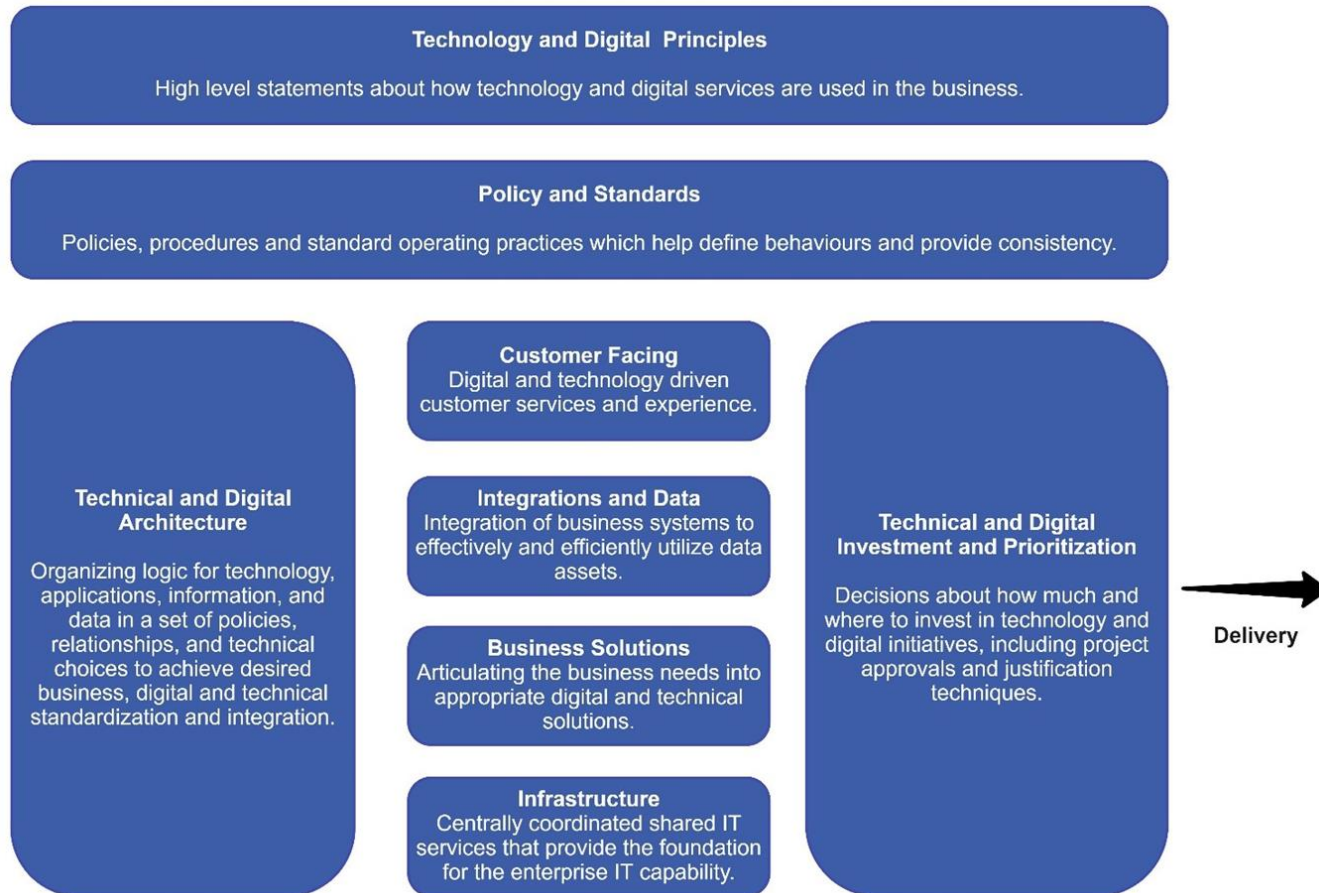 Technology and Digital Principles
High level statements about how technology and digital services are used in the business.
Policy and Standards
Policies, procedures and standard operating practices which help define behaviours and provide consistency.
Technical and Digital
Architecture
Organizing logic for technology,
applications, information, and
data in a set of policies,
relationships, and technical
choices to achieve desired
business, digital and technical
standardization and integration.
Customer Facing
Digital and technology driven
customer services and experience.
Integrations and Data
Integration of business systems to
effectively and efficiently utilize data
assets.
Business Solutions
Articulating the business needs into
appropriate digital and technical
solutions.
Infrastructure
Centrally coordinated shared IT
services that provide the foundation
for the enterprise IT capability.
Technical and Digital
Investment and Prioritization
Decisions about how much and
where to invest in technology and
digital initiatives, including project
approvals and justification
techniques.
Delivery